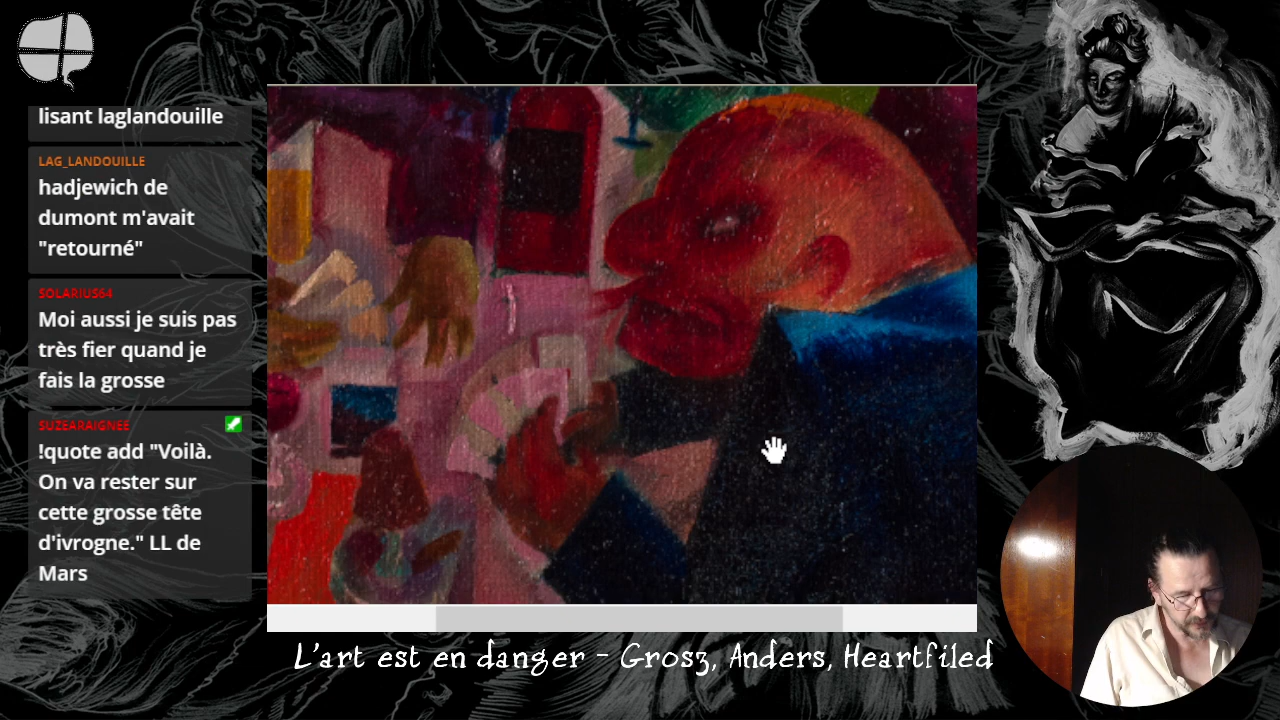 lisant laglandouille
LAG_LANDOUILLE
hadjewich de
dumont m'avait
"retourné"
SOLARIUS64
Moi aussi je suis pas
très fier quand je
fais la grosse
SUZEARAIGNEE
!quote add "Voilà.
On va rester sur
cette grosse tête
d'ivrogne." LL de
Mars
L'art est en danger - Grosz, Anders, Heartfiled